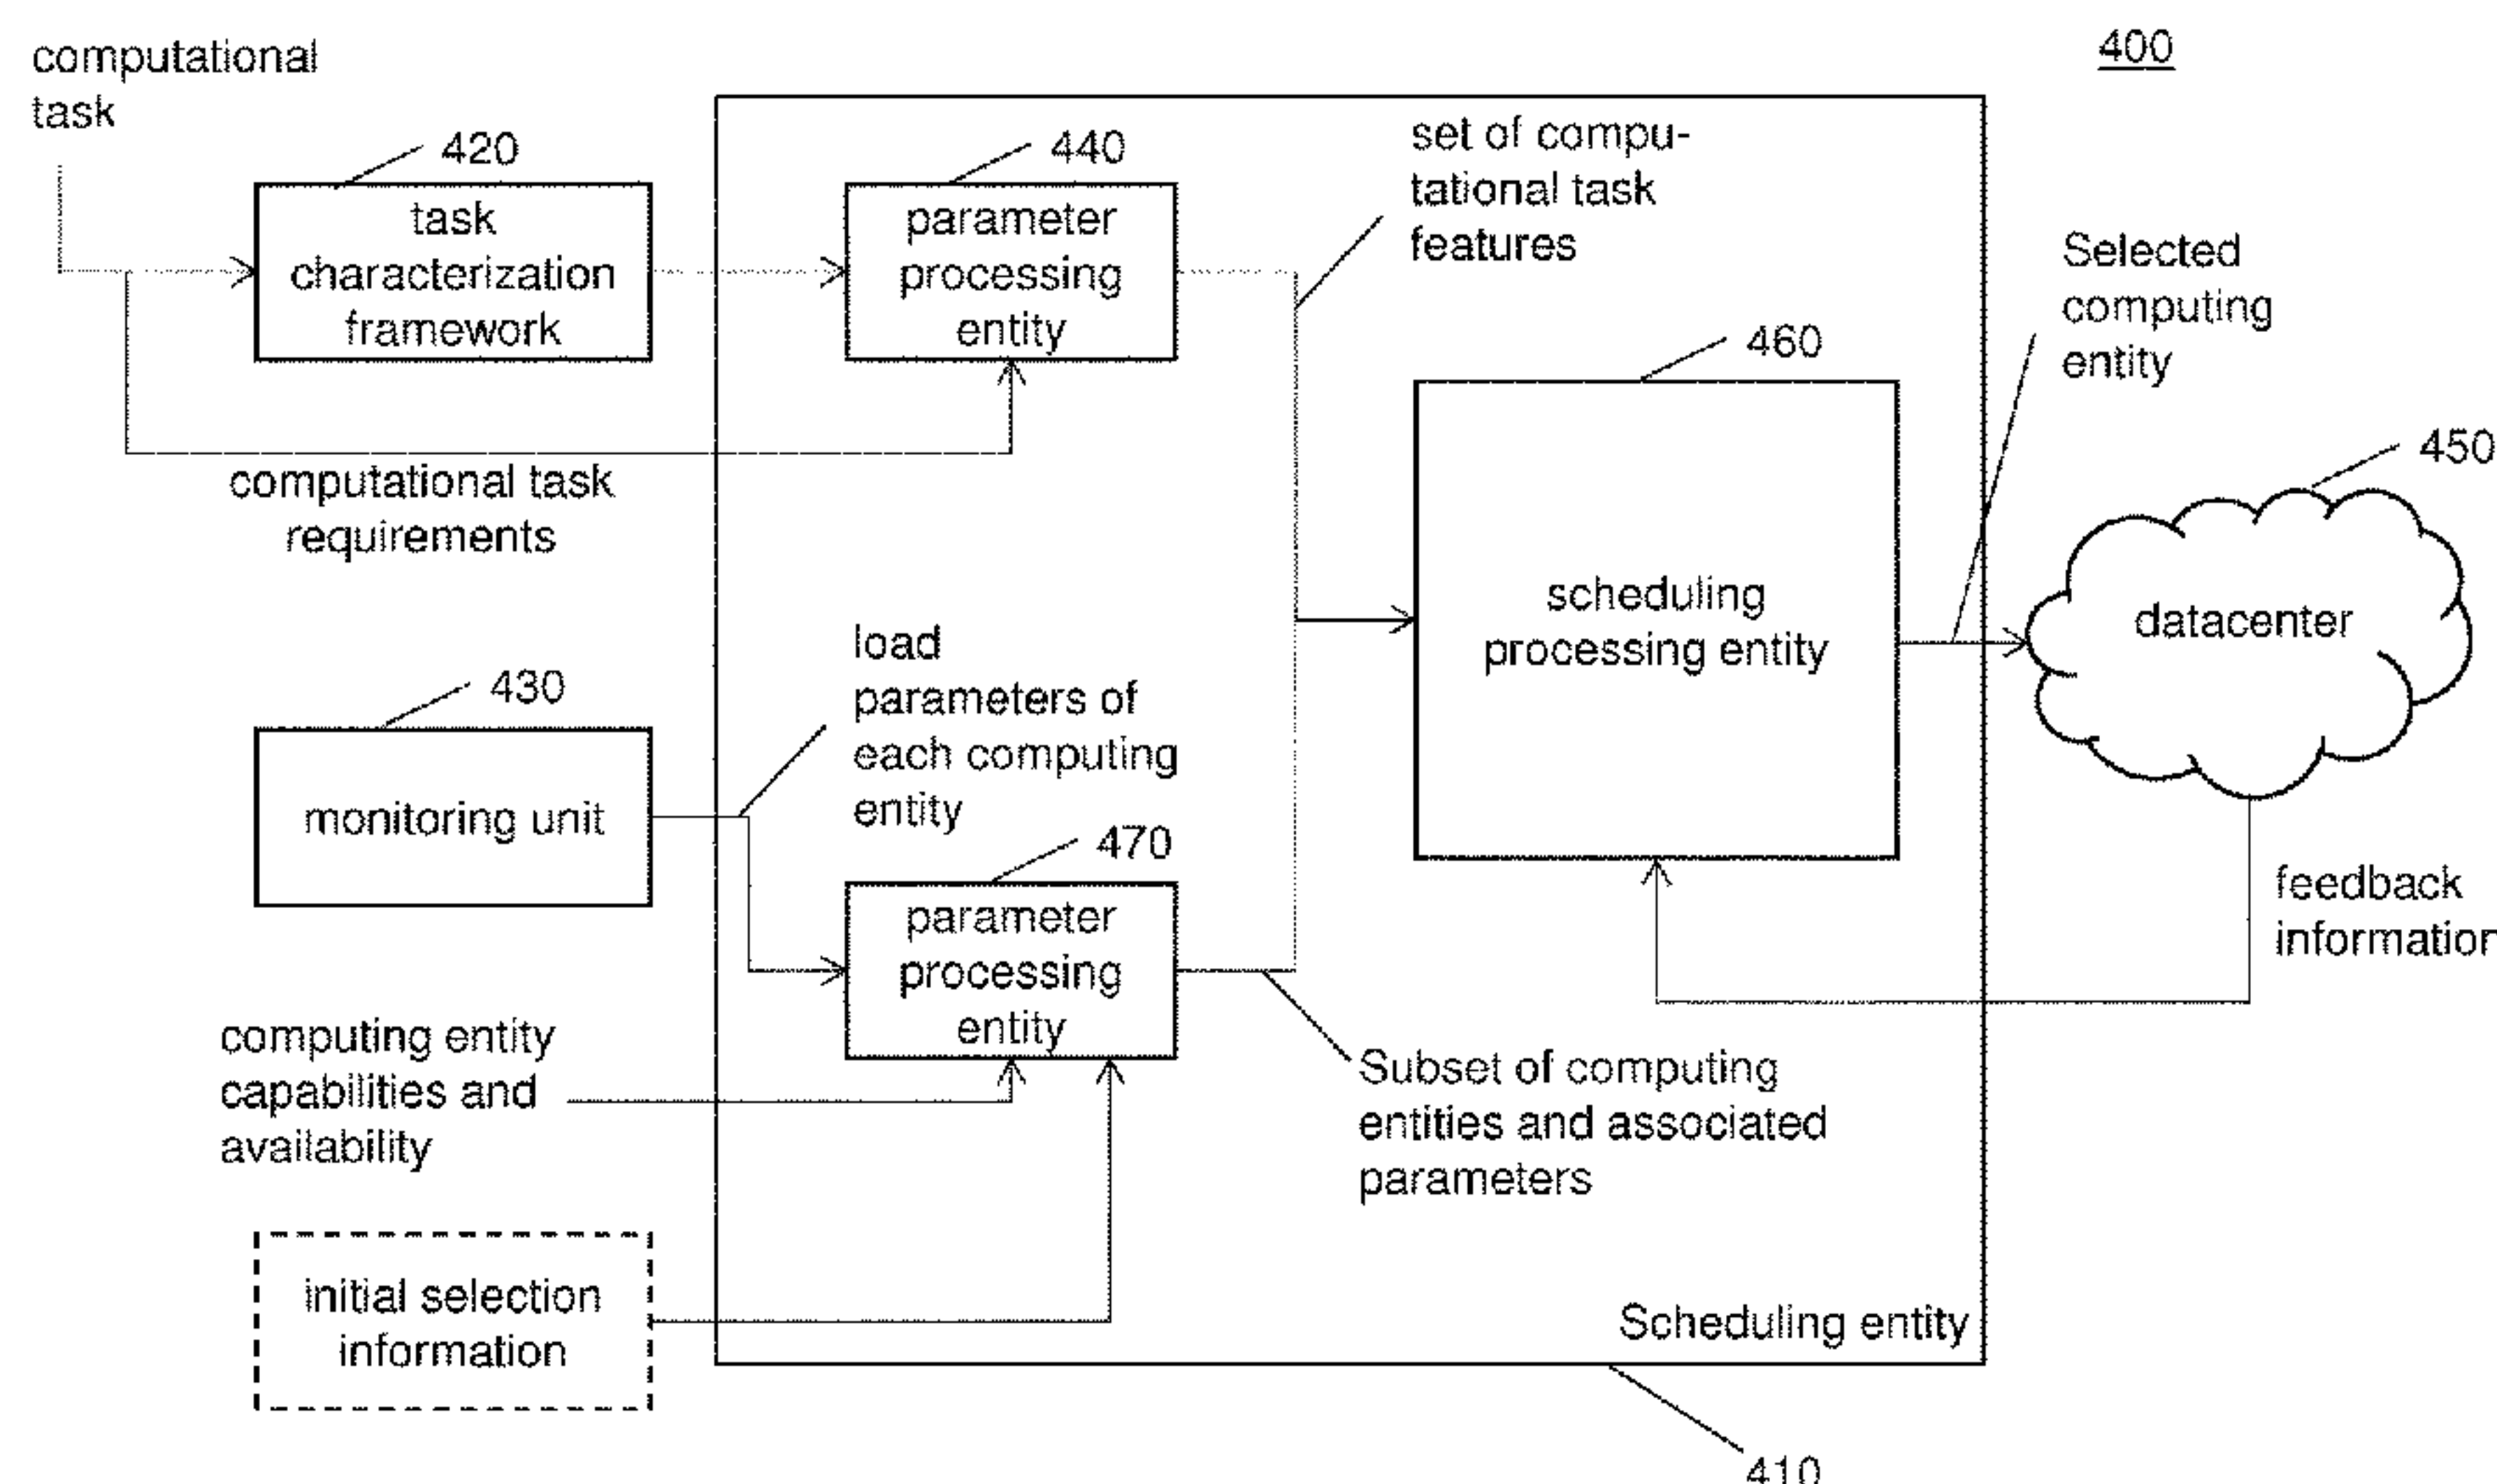 computational
task
400
420
task
characterization
framework
440
parameter
processing
entity
set of compu-
tational task
features
Selected
computing
entity
460
scheduling
processing entity
450
datacenter
computational task
requirements
430
monitoring unit
load
parameters of
each computing
entity
470
parameter
processing
entity
feedback
information
computing entity
capabilities and
availability
Subset of computing
entities and associated
parameters
initial selection
information
Scheduling entity
410